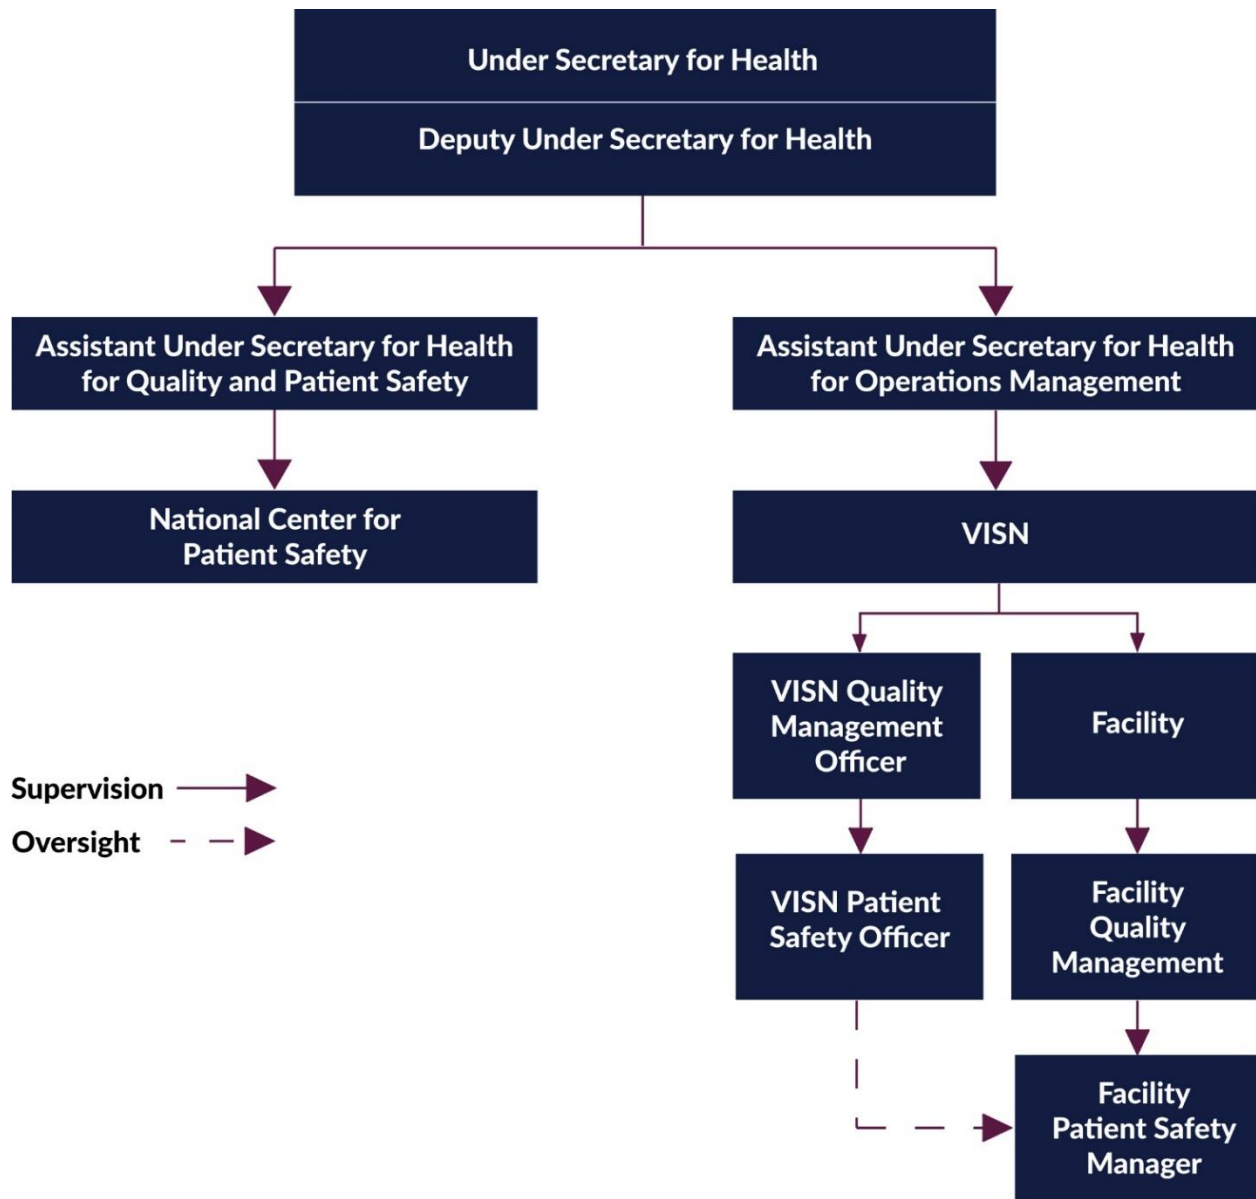 Under Secretary for Health
Deputy Under Secretary for Health
Assistant Under Secretary for Health
for Quality and Patient Safety
Assistant Under Secretary for Health
for Operations Management
National Center for
Patient Safety
VISN
VISN Quality
Management
Officer
Facility
Supervision
Oversight
VISN Patient
Safety Officer
Facility
Quality
Management
Facility
Patient Safety
Manager